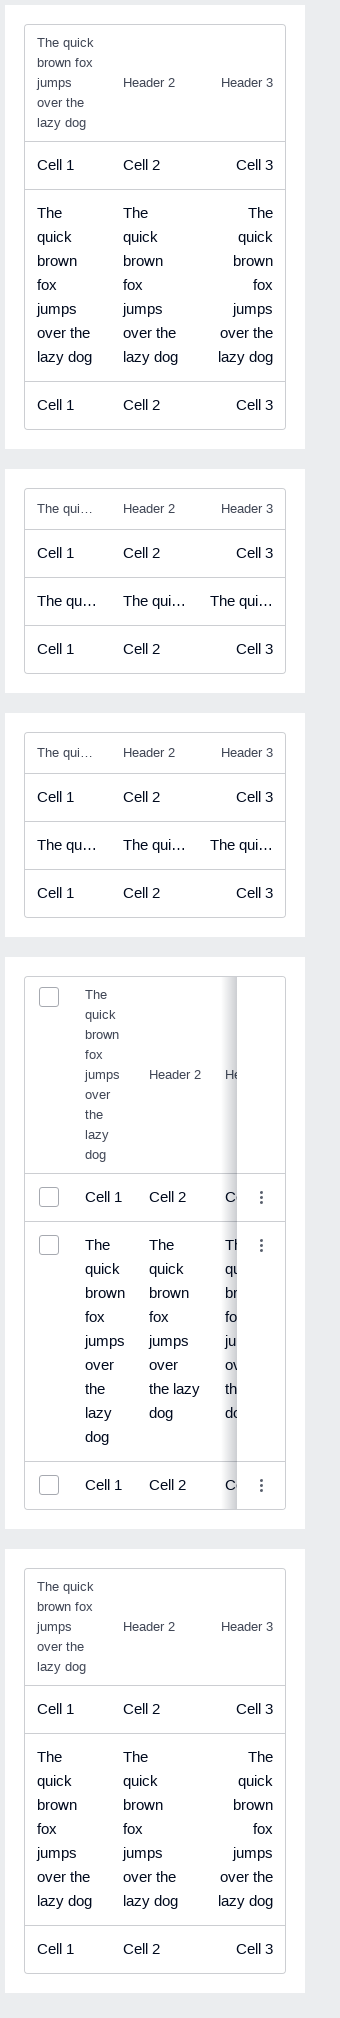 The quick
brown fox
jumps
over the
lazy dog
Header 2
Header 3
Cell 1 Cell 2 Cell 3
The The The
quick quick quick
brown brown brown
fox fox fox
jumps jumps jumps
over the over the over the
lazy dog lazy dog lazy dog
Cell 1 Cell 2 Cell 3
The qui… Header 2 Header 3
Cell 1 Cell 2 Cell 3
The qu… The qui… The qui…
Cell 1 Cell 2 Cell 3
The qui… Header 2 Header 3
Cell 1 Cell 2 Cell 3
The qu… The qui… The qui…
Cell 1 Cell 2 Cell 3
The
quick
brown
fox
jumps
over
the
lazy
dog
Header 2
Cell 1 Cell 2
The The
quick quick
brown brown
fox fox
jumps jumps
over over
the the lazy
lazy dog
dog
Cell 1 Cell 2
The quick
brown fox
jumps
over the
lazy dog
Header 2
Header 3
Cell 1 Cell 2 Cell 3
The The The
quick quick quick
brown brown brown
fox fox fox
jumps jumps jumps
over the over the over the
lazy dog lazy dog lazy dog
Cell 1 Cell 2 Cell 3